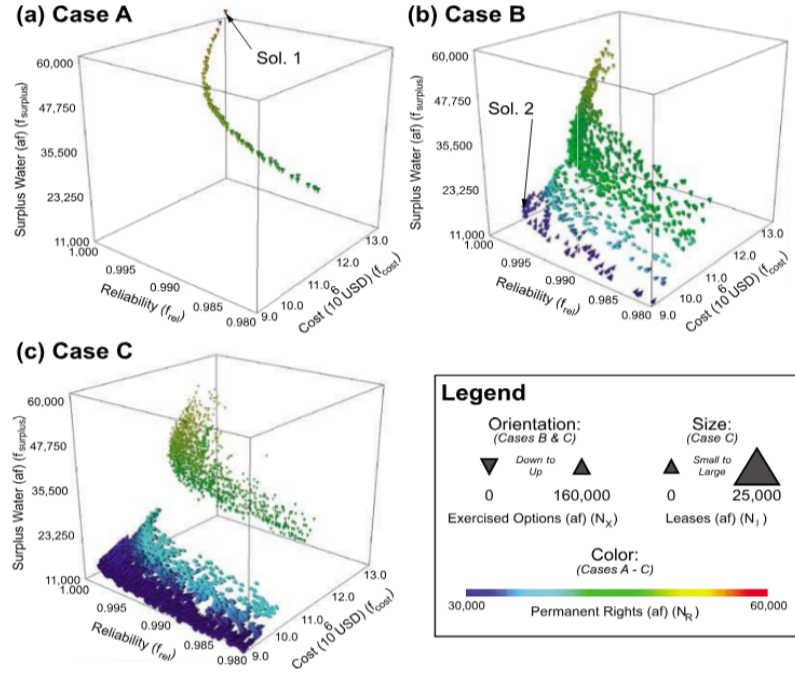 (a) Case A
Sol. 1
60,000
47,750
35,500
23,250
11,000
Surplus Water (af) (fsurplus)
1.000
0.995
0.990
0.985
0.980
Reliability (frel)
9.0
10.0
11.0
12.0
13.0
Cost (10 6 USD) (fcost)
(b) Case B
Sol. 2
60,000
47,750
35,500
23,250
11,000
Surplus Water (af) (fsurplus)
1.000
0.995
0.990
0.985
0.980
Reliability (frel)
9.0
10.0
11.0
12.0
13.0
Cost (10 6 USD) (fcost)
(c) Case C
60,000
47,750
35,500
23,250
11,000
Surplus Water (af) (fsurplus)
1.000
0.995
0.990
0.985
0.980
Reliability (frel)
9.0
10.0
11.0
12.0
13.0
Cost (10 6 USD) (fcost)
Legend
Orientation:
(Cases B & C)
Down to
Up
0 160,000
Exercised Options (af) (NX)
Size:
(Case C)
Small to
Large
0 25,000
Leases (af) (NI)
Color:
(Cases A - C)
30,000 60,000
Permanent Rights (af) (NR)